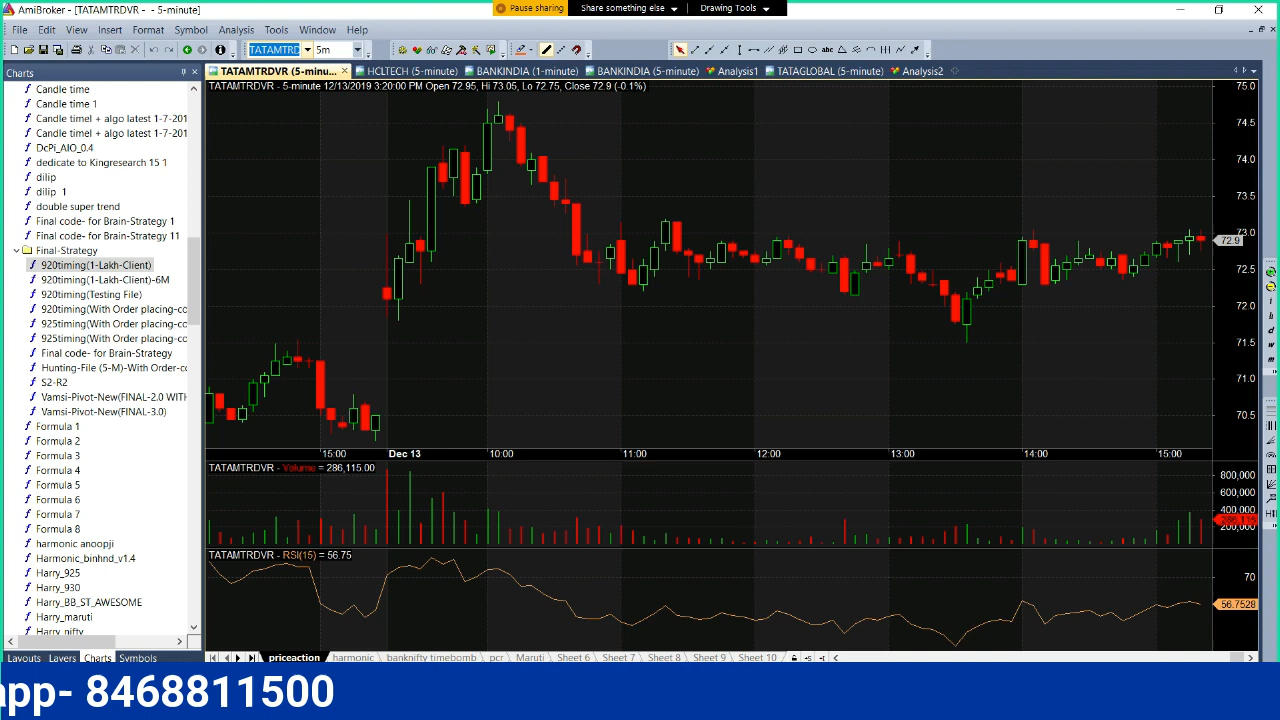 AmiBroker - [TATAMTRDVR - - 5-minute]
Pause sharing
Share something else
Drawing Tools
File Edit View Insert Format Symbol Analysis Tools Window Help
TATAMTRD 5m
abc
Charts
TATAMTRDVR (5-minu... HCLTECH (5-minute) BANKINDIA (1-minute) BANKINDIA (5-minute) Analysis1 TATAGLOBAL (5-minute) Analysis2
TATAMTRDVR - 5-minute 12/13/2019 3:20:00 PM Open 72.95, Hi 73.05, Lo 72.75, Close 72.9 (-0.1%)
Candle time
Candle time 1
Candle timeI + algo latest 1-7-201
Candle timeI + algo latest 1-7-201
DcPi_AIO_0.4
dedicate to Kingresearch 15 1
dilip
dilip 1
double super trend
Final code- for Brain-Strategy 1
Final code- for Brain-Strategy 11
Final-Strategy
920timing(1-Lakh-Client)
920timing(1-Lakh-Client)-6M
920timing(Testing File)
920timing(With Order placing-co
925timing(With Order placing-co
925timing(With Order placing-co
Final code- for Brain-Strategy
Hunting-File (5-M)-With Order-co
S2-R2
Vamsi-Pivot-New(FINAL-2.0 WITH
Vamsi-Pivot-New(FINAL-3.0)
Formula 1
Formula 2
Formula 3
Formula 4
Formula 5
Formula 6
Formula 7
Formula 8
harmonic anoopji
Harmonic_binhnd_v1.4
Harry_925
Harry_930
Harry_BB_ST_AWESOME
Harry_maruti
Harry_nifty
Layouts Layers Charts Symbols
75.0
74.5
74.0
73.5
73.0
72.9
72.5
72.0
71.5
71.0
70.5
15:00 Dec 13 10:00 11:00 12:00 13:00 14:00 15:00
TATAMTRDVR - Volume = 286,115.00
800,000
600,000
400,000
200,000
TATAMTRDVR - RSI(15) = 56.75
70
56.7528
priceaction harmonic banknifty timebomb pcr Maruti Sheet 6 Sheet 7 Sheet 8 Sheet 9 Sheet 10
i
h
d
w
m
app- 8468811500